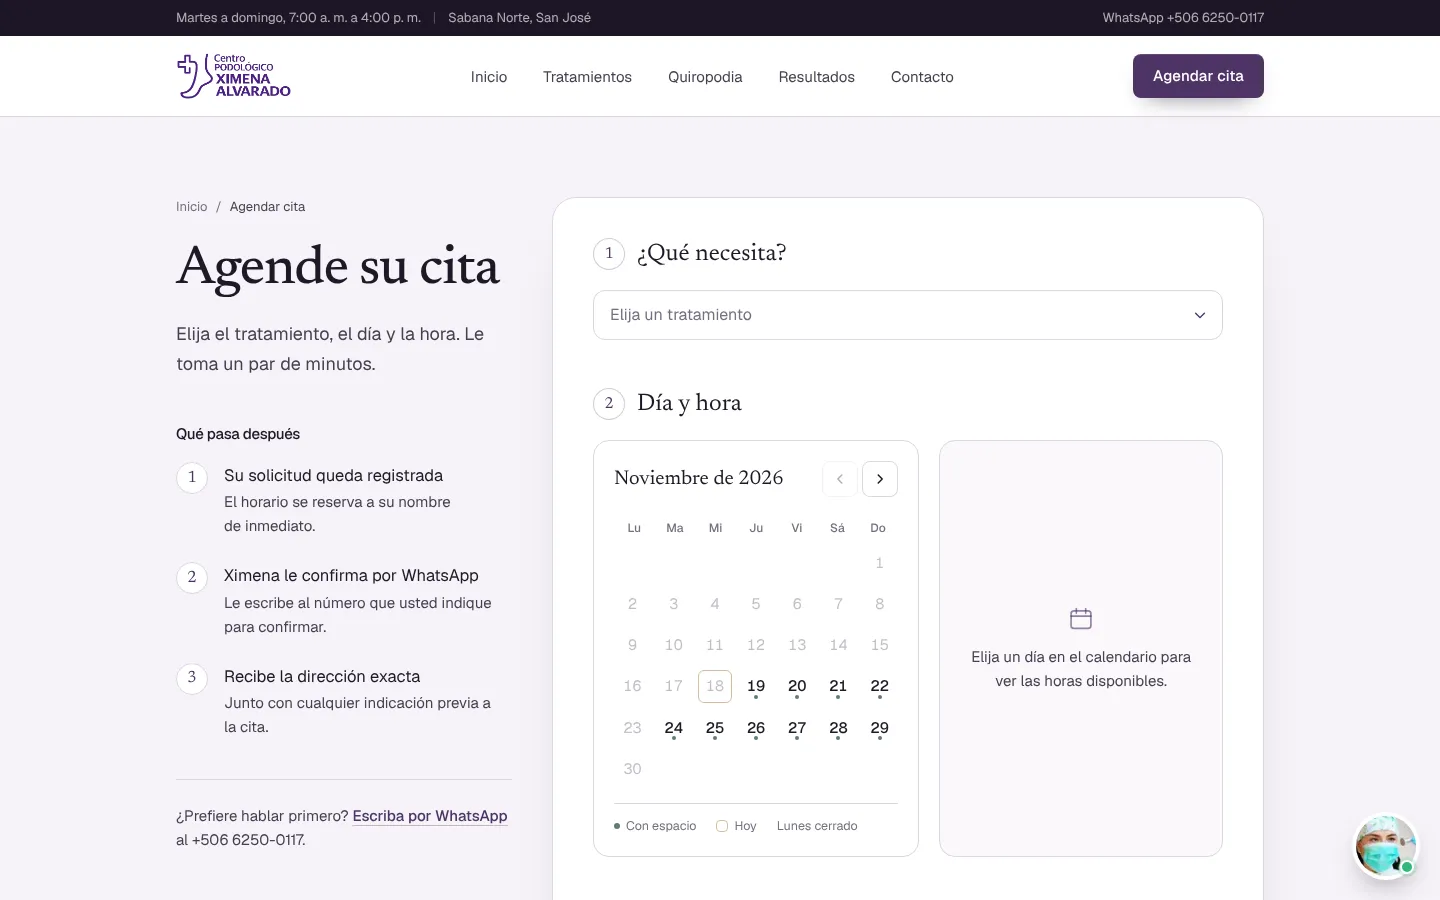 Martes a domingo, 7:00 a. m. a 4:00 p. m. | Sabana Norte, San José
WhatsApp +506 6250-0117
Centro
PODOLÓGICO
XIMENA
ALVARADO
Inicio
Tratamientos
Quiropodia
Resultados
Contacto
Agendar cita
Inicio / Agendar cita
Agende su cita
Elija el tratamiento, el día y la hora. Le
toma un par de minutos.
Qué pasa después
1 Su solicitud queda registrada
El horario se reserva a su nombre
de inmediato.
2 Ximena le confirma por WhatsApp
Le escribe al número que usted indique
para confirmar.
3 Recibe la dirección exacta
Junto con cualquier indicación previa a
la cita.
¿Prefiere hablar primero? Escriba por WhatsApp
al +506 6250-0117.
1 ¿Qué necesita?
Elija un tratamiento
2 Día y hora
Noviembre de 2026
Lu Ma Mi Ju Vi Sá Do
1
2 3 4 5 6 7 8
9 10 11 12 13 14 15
16 17 18 19 20 21 22
23 24 25 26 27 28 29
30
Con espacio Hoy Lunes cerrado
Elija un día en el calendario para
ver las horas disponibles.